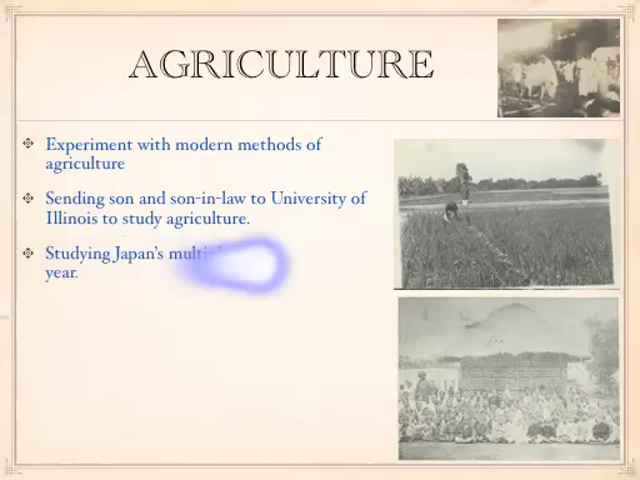 AGRICULTURE
Experiment with modern methods of
agriculture
Sending son and son-in-law to University of
Illinois to study agriculture.
Studying Japan's
year.